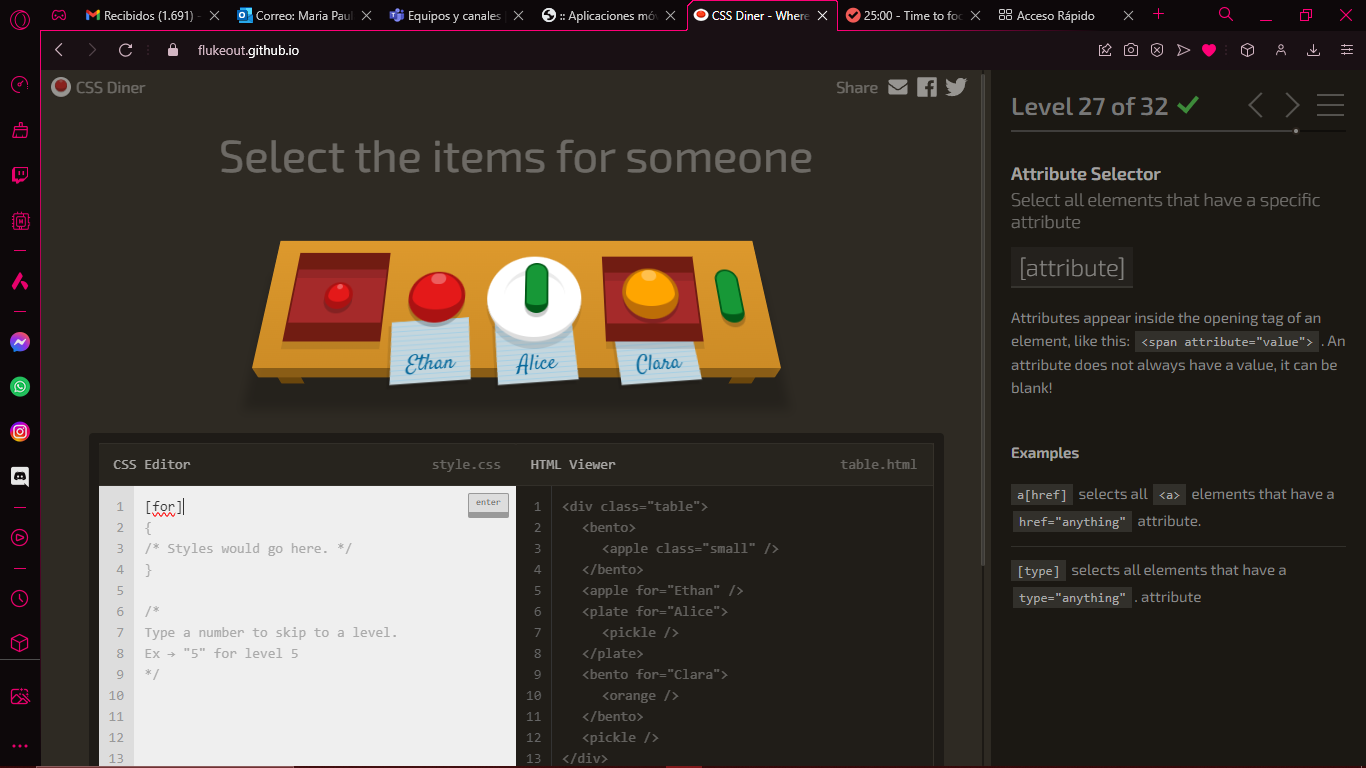 Recibidos (1.691) -
Correo: Maria Paul
Equipos y canales
:: Aplicaciones móv
CSS Diner - Where
25:00 - Time to foc
Acceso Rápido
flukeout.github.io
CSS Diner
Share
Select the items for someone
Ethan
Alice
Clara
CSS Editor
style.css
1 [for]
enter
2 {
3 /* Styles would go here. */
4 }
5
6 /*
7 Type a number to skip to a level.
8 Ex → "5" for level 5
9 */
10
11
12
13
HTML Viewer
table.html
1 <div class="table">
2 <bento>
3 <apple class="small" />
4 </bento>
5 <apple for="Ethan" />
6 <plate for="Alice">
7 <pickle />
8 </plate>
9 <bento for="Clara">
10 <orange />
11 </bento>
12 <pickle />
13 </div>
Level 27 of 32
Attribute Selector
Select all elements that have a specific
attribute
[attribute]
Attributes appear inside the opening tag of an
element, like this: <span attribute="value"> . An
attribute does not always have a value, it can be
blank!
Examples
a[href] selects all <a> elements that have a
href="anything" attribute.
[type] selects all elements that have a
type="anything" . attribute